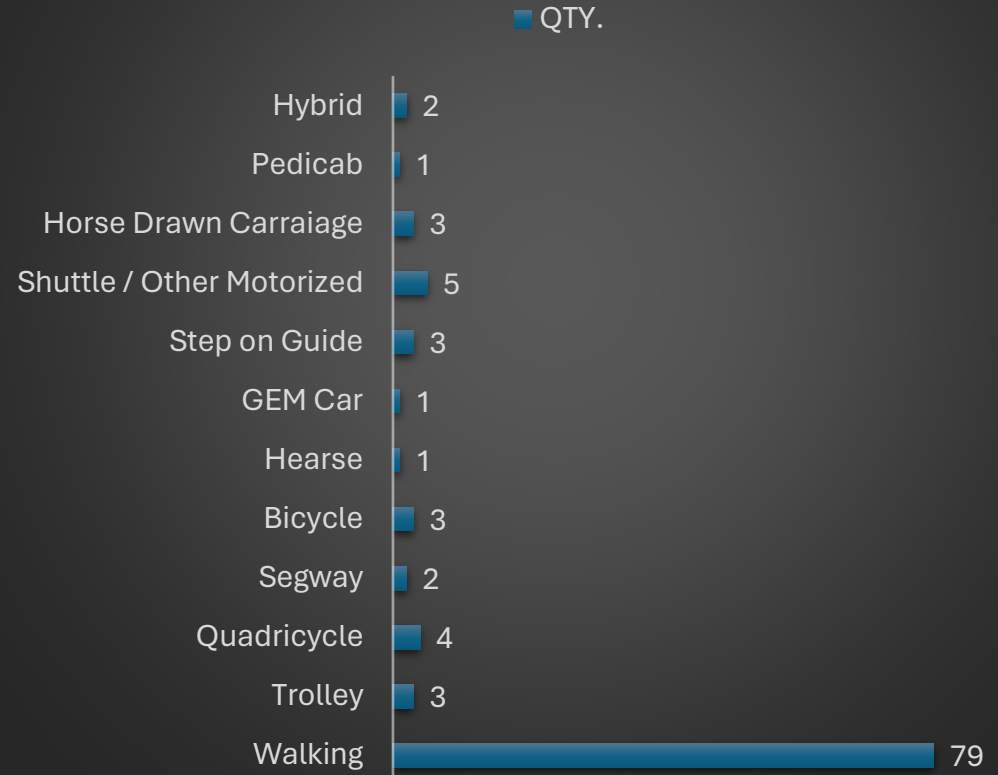 QTY.
Hybrid 2
Pedicab 1
Horse Drawn Carraiage 3
Shuttle / Other Motorized 5
Step on Guide 3
GEM Car 1
Hearse 1
Bicycle 3
Segway 2
Quadricycle 4
Trolley 3
Walking 79